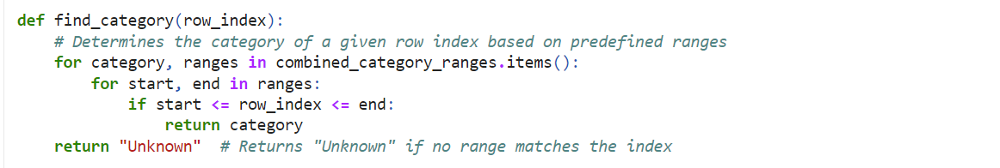 def find_category(row_index):
    # Determines the category of a given row index based on predefined ranges
    for category, ranges in combined_category_ranges.items():
        for start, end in ranges:
            if start <= row_index <= end:
                return category
    return "Unknown"  # Returns "Unknown" if no range matches the index